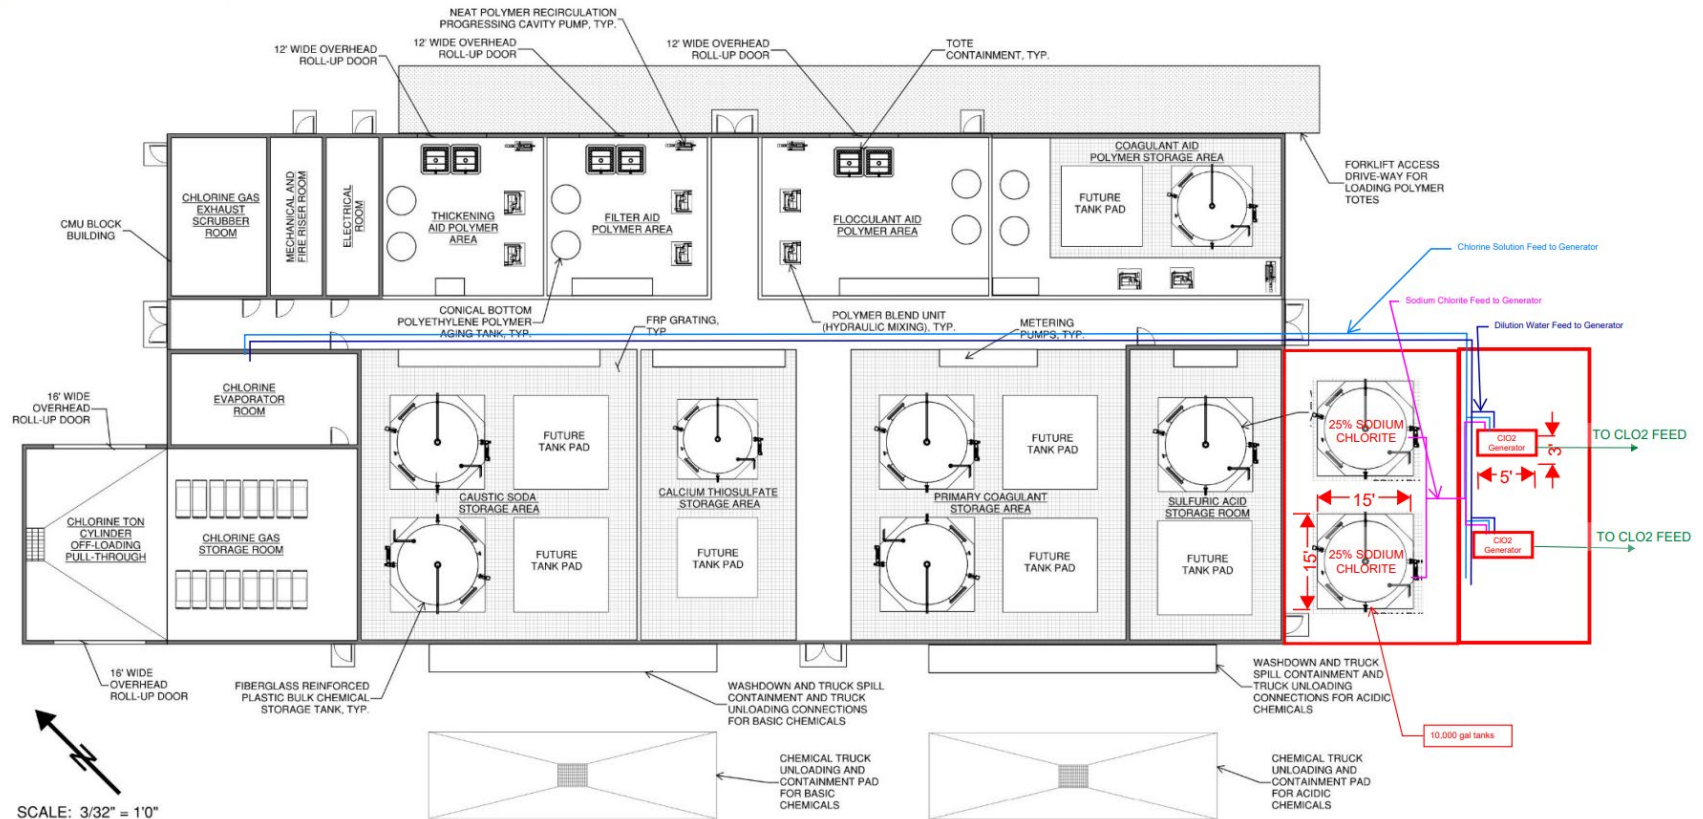 NEAT POLYMER RECIRCULATION
PROGRESSING CAVITY PUMP, TYP.
12' WIDE OVERHEAD
ROLL-UP DOOR
12' WIDE OVERHEAD
ROLL-UP DOOR
12' WIDE OVERHEAD
ROLL-UP DOOR
TOTE
CONTAINMENT, TYP.
CMU BLOCK
BUILDING
CHLORINE GAS
EXHAUST
SCRUBBER
ROOM
MECHANICAL AND
FIRE RISER ROOM
ELECTRICAL
ROOM
THICKENING
AID POLYMER
AREA
FILTER AID
POLYMER AREA
FLOCCULANT AID
POLYMER AREA
COAGULANT AID
POLYMER STORAGE AREA
FUTURE
TANK PAD
FORKLIFT ACCESS
DRIVE-WAY FOR
LOADING POLYMER
TOTES
Chlorine Solution Feed to Generator
Sodium Chlorite Feed to Generator
Dilution Water Feed to Generator
CONICAL BOTTOM
POLYETHYLENE POLYMER
AGING TANK, TYP.
FRP GRATING,
TYP
POLYMER BLEND UNIT
(HYDRAULIC MIXING), TYP.
METERING
PUMPS, TYP.
16' WIDE
OVERHEAD
ROLL-UP DOOR
CHLORINE
EVAPORATOR
ROOM
FUTURE
TANK PAD
CAUSTIC SODA
STORAGE AREA
FUTURE
TANK PAD
CALCIUM THIOSULFATE
STORAGE AREA
FUTURE
TANK PAD
FUTURE
TANK PAD
PRIMARY COAGULANT
STORAGE AREA
FUTURE
TANK PAD
SULFURIC ACID
STORAGE ROOM
FUTURE
TANK PAD
25% SODIUM
CHLORITE
15'
15'
25% SODIUM
CHLORITE
ClO2
Generator
3'
5'
TO CLO2 FEED
ClO2
Generator
TO CLO2 FEED
CHLORINE TON
CYLINDER
OFF-LOADING
PULL-THROUGH
CHLORINE GAS
STORAGE ROOM
16' WIDE
OVERHEAD
ROLL-UP DOOR
FIBERGLASS REINFORCED
PLASTIC BULK CHEMICAL
STORAGE TANK, TYP.
WASHDOWN AND TRUCK SPILL
CONTAINMENT AND TRUCK
UNLOADING CONNECTIONS
FOR BASIC CHEMICALS
WASHDOWN AND TRUCK
SPILL CONTAINMENT AND
TRUCK UNLOADING
CONNECTIONS FOR ACIDIC
CHEMICALS
10,000 gal tanks
CHEMICAL TRUCK
UNLOADING AND
CONTAINMENT PAD
FOR BASIC
CHEMICALS
CHEMICAL TRUCK
UNLOADING AND
CONTAINMENT PAD
FOR ACIDIC
CHEMICALS
N
SCALE: 3/32" = 1'0"